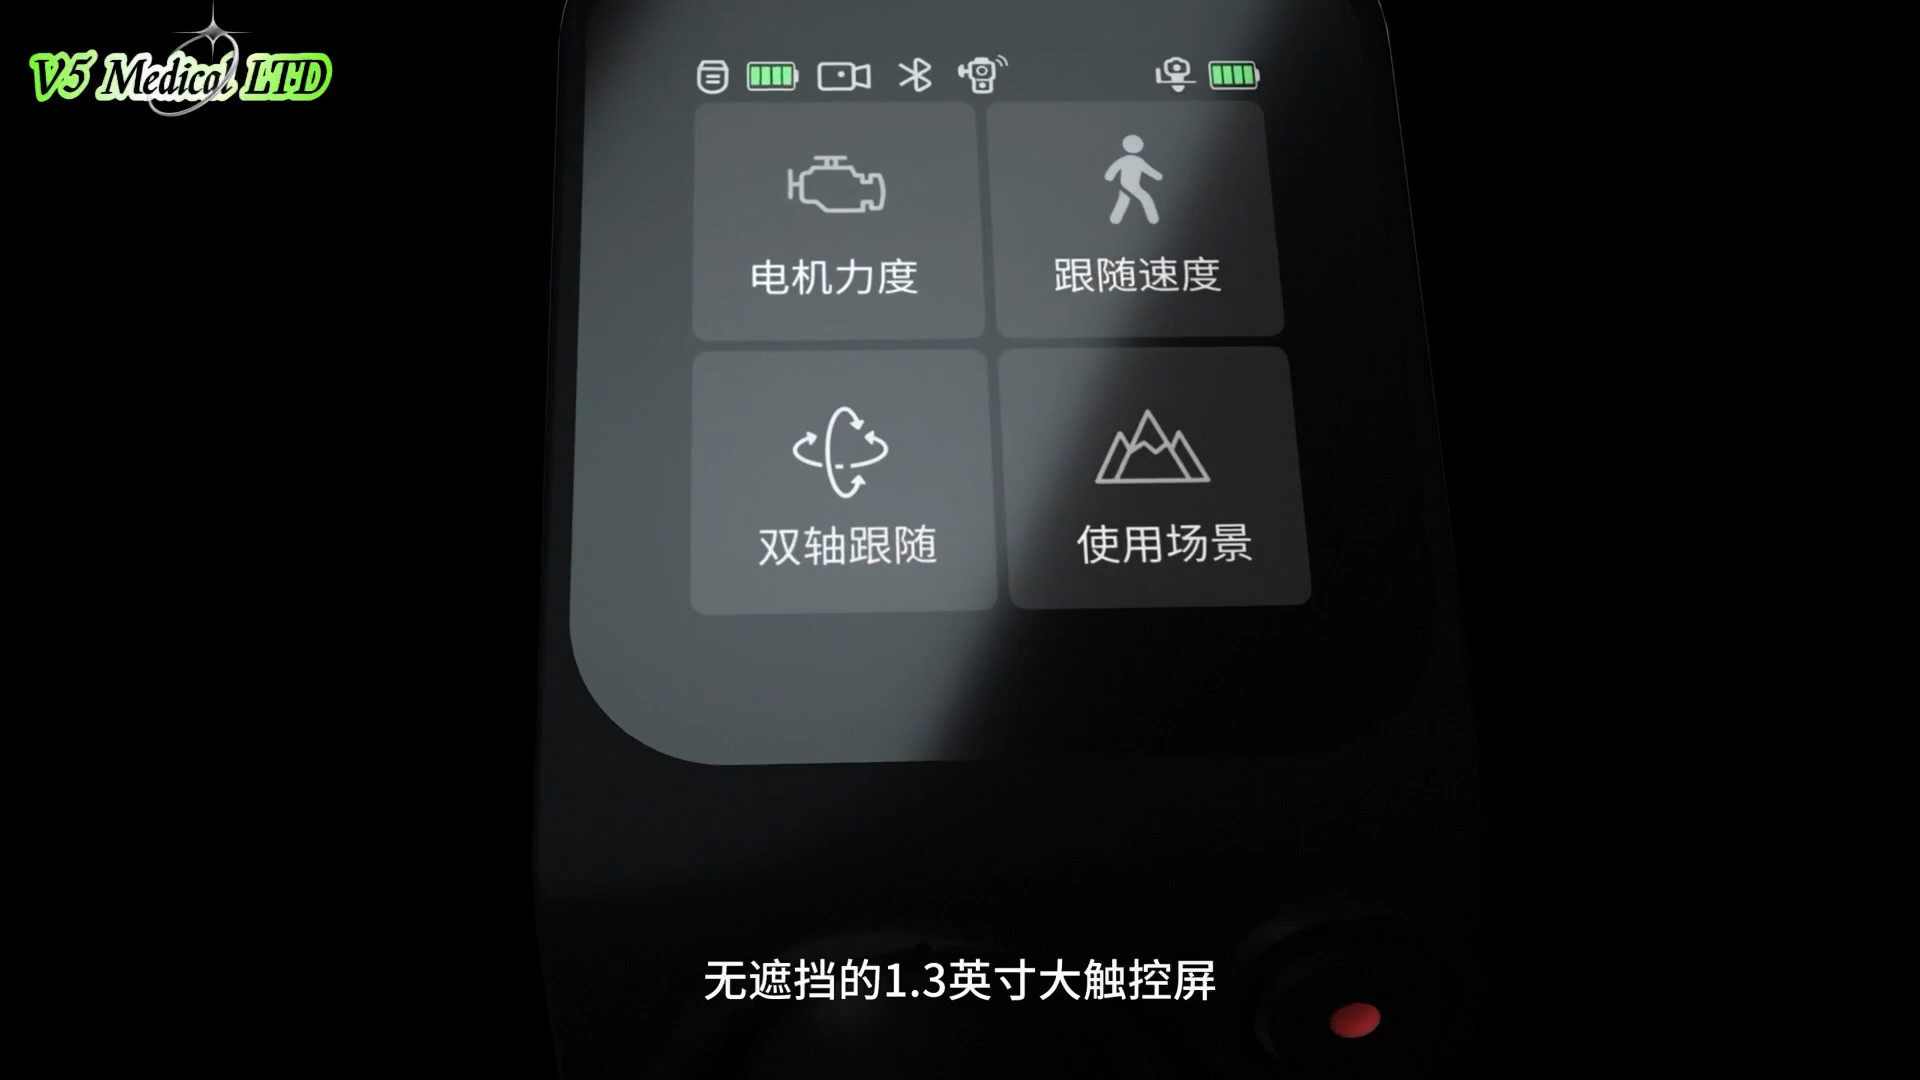 V5 Medical LTD
电机力度
跟随速度
双轴跟随
使用场景
无遮挡的1.3英寸大触控屏